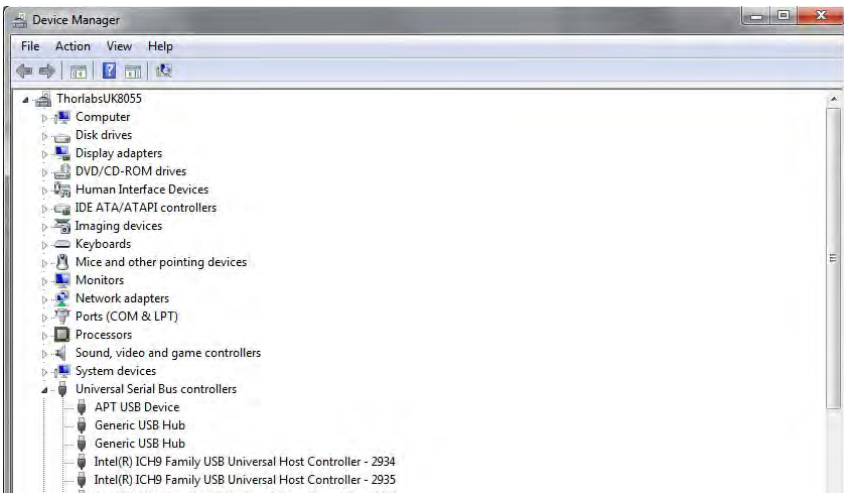 Device Manager
File Action View Help
ThorlabsUK8055
Computer
Disk drives
Display adapters
DVD/CD-ROM drives
Human Interface Devices
IDE ATA/ATAPI controllers
Imaging devices
Keyboards
Mice and other pointing devices
Monitors
Network adapters
Ports (COM & LPT)
Processors
Sound, video and game controllers
System devices
Universal Serial Bus controllers
APT USB Device
Generic USB Hub
Generic USB Hub
Intel(R) ICH9 Family USB Universal Host Controller - 2934
Intel(R) ICH9 Family USB Universal Host Controller - 2935